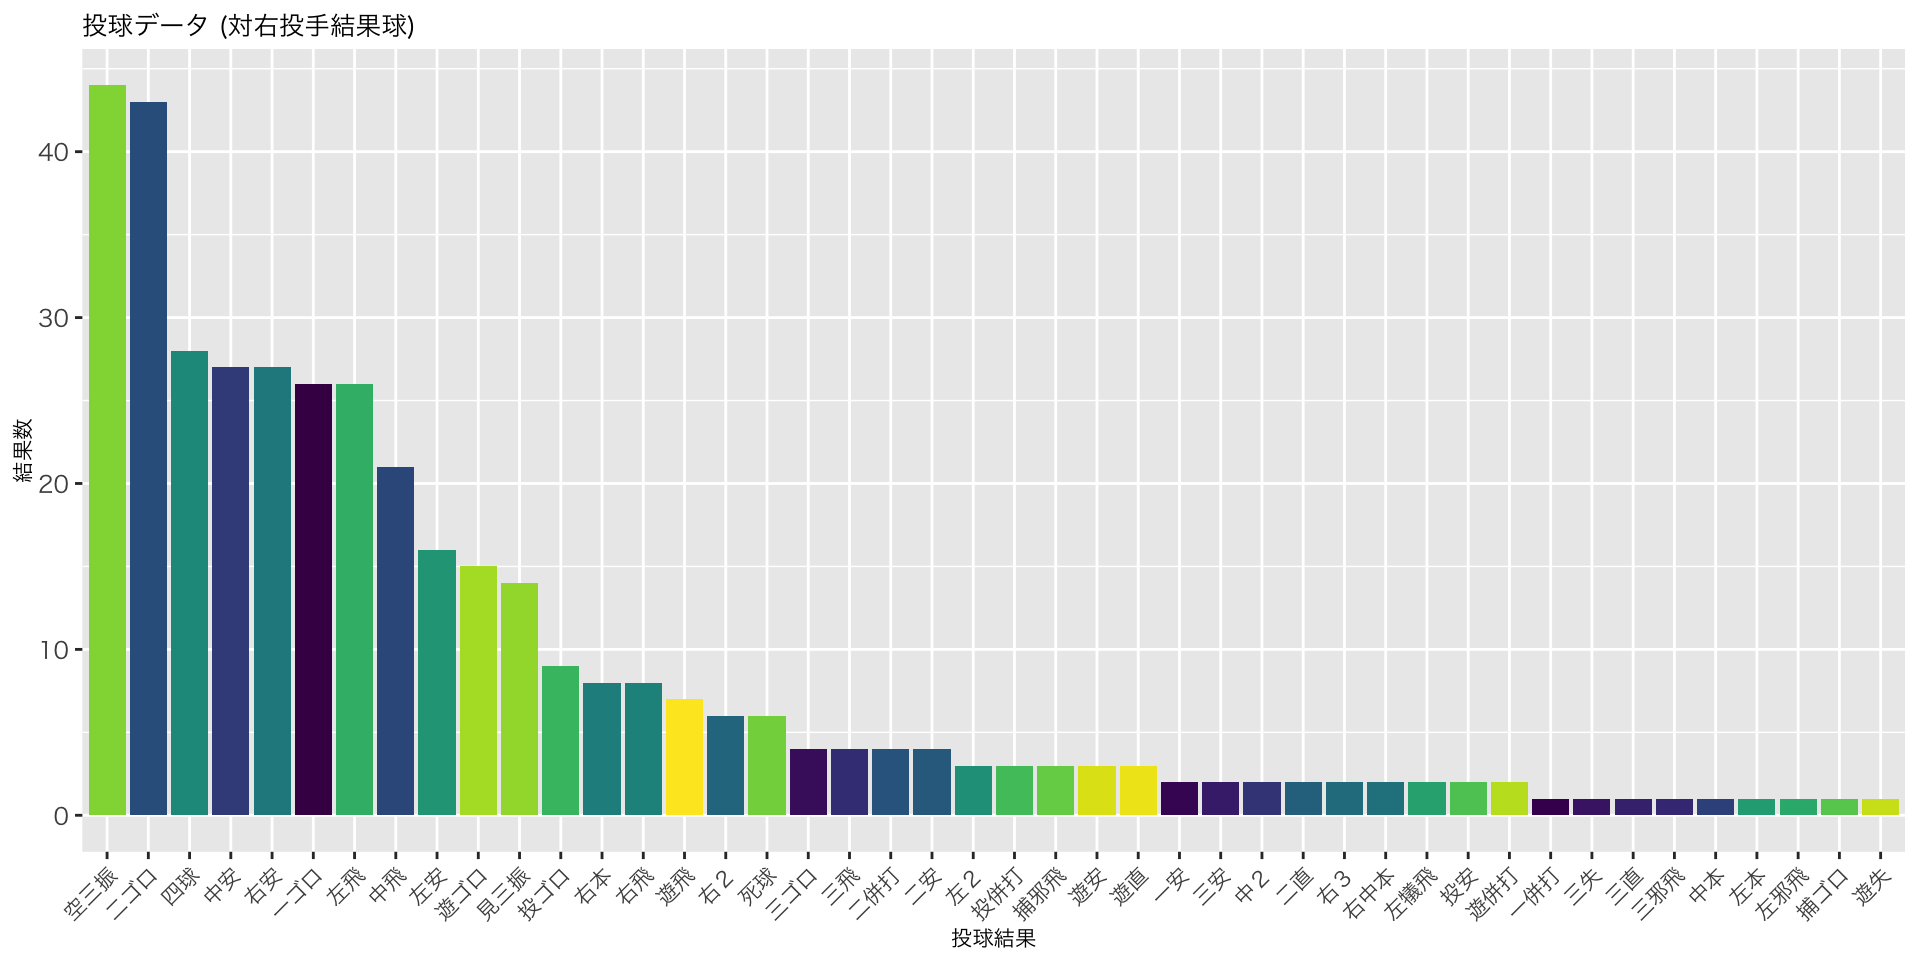 投球データ (対右投手結果球)
結果数
40
30
20
10
0
空三振
二ゴロ
四球
中安
右安
一ゴロ
左飛
中飛
左安
遊ゴロ
見三振
投ゴロ
右本
右飛
遊飛
右２
死球
三ゴロ
三飛
二併打
二安
左２
投併打
捕邪飛
遊安
遊直
一安
三安
中２
二直
右３
右中本
左犠飛
投安
遊併打
一併打
三失
三直
三邪飛
中本
左本
左邪飛
捕ゴロ
遊失
投球結果